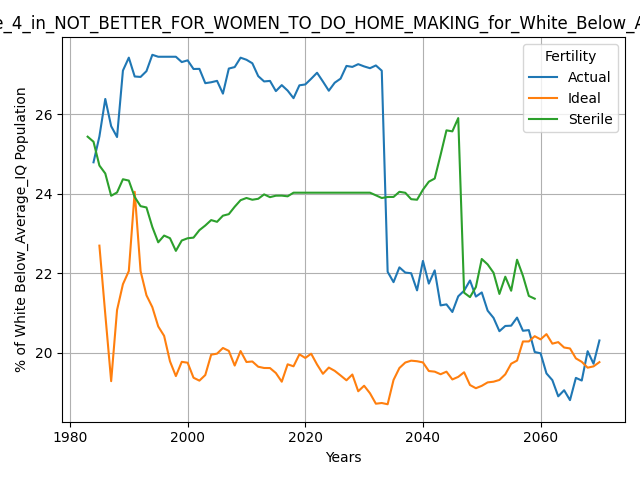 e_4_in_NOT_BETTER_FOR_WOMEN_TO_DO_HOME_MAKING_for_White_Below_A
% of White Below_Average_IQ Population
26
24
22
20
1980
2000
2020
2040
2060
Years
Fertility
Actual
Ideal
Sterile